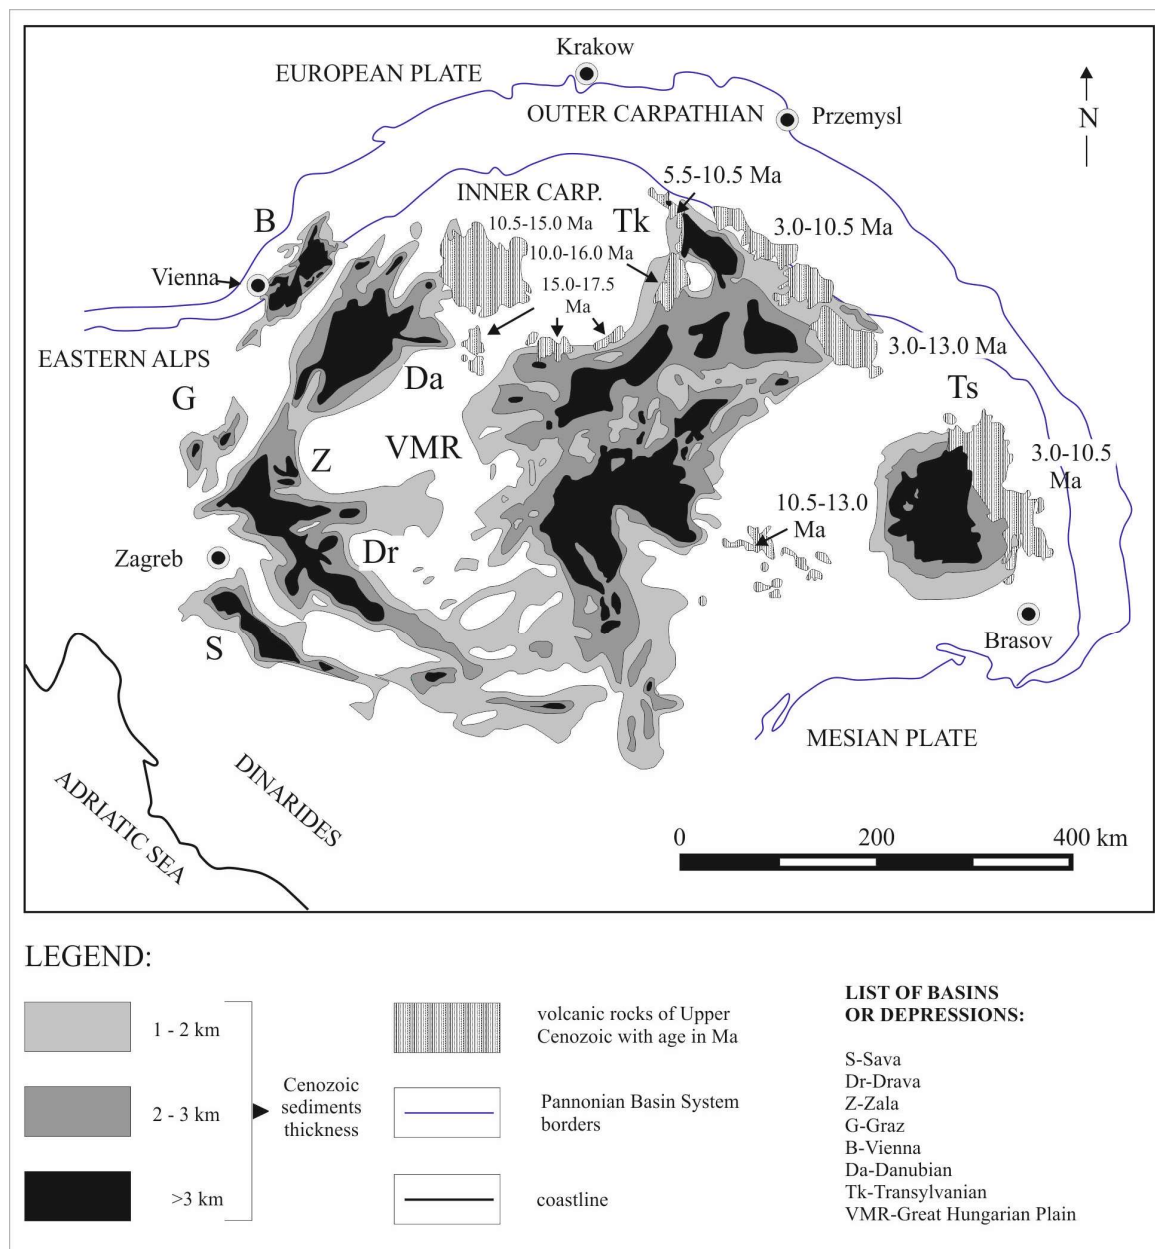 Krakow
EUROPEAN PLATE
OUTER CARPATHIAN
Przemysl
N
5.5-10.5 Ma
INNER CARP.
B
10.5-15.0 Ma
Tk
3.0-10.5 Ma
10.0-16.0 Ma
Vienna
15.0-17.5
Ma
EASTERN ALPS
3.0-13.0 Ma
Da
Ts
G
VMR
Z
3.0-10.5
Ma
10.5-13.0
Ma
Zagreb
Dr
S
Brasov
MESIAN PLATE
DINARIDES
ADRIATIC SEA
0
200
400 km
LEGEND:
1 - 2 km
2 - 3 km
>3 km
Cenozoic
sediments
thickness
volcanic rocks of Upper
Cenozoic with age in Ma
Pannonian Basin System
borders
coastline
LIST OF BASINS
OR DEPRESSIONS:
S-Sava
Dr-Drava
Z-Zala
G-Graz
B-Vienna
Da-Danubian
Tk-Transylvanian
VMR-Great Hungarian Plain